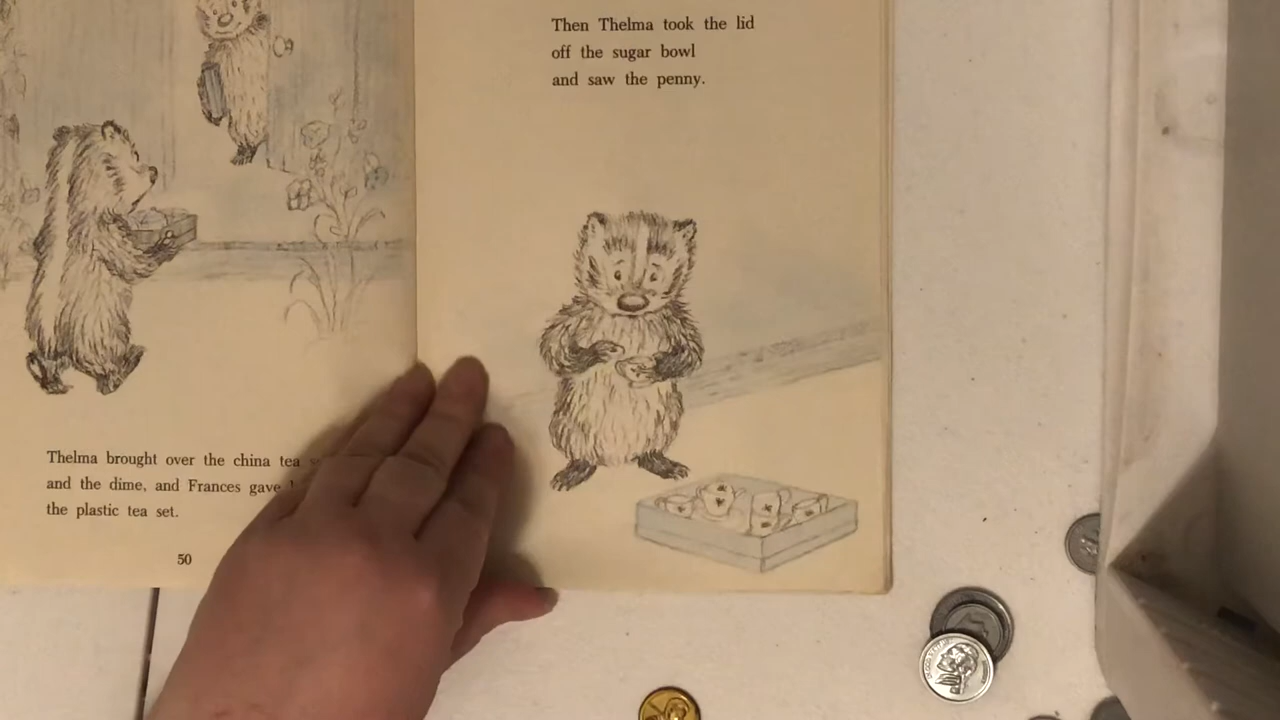 Thelma brought over the china tea
and the dime, and Frances gave
the plastic tea set.
50
Then Thelma took the lid
off the sugar bowl
and saw the penny.